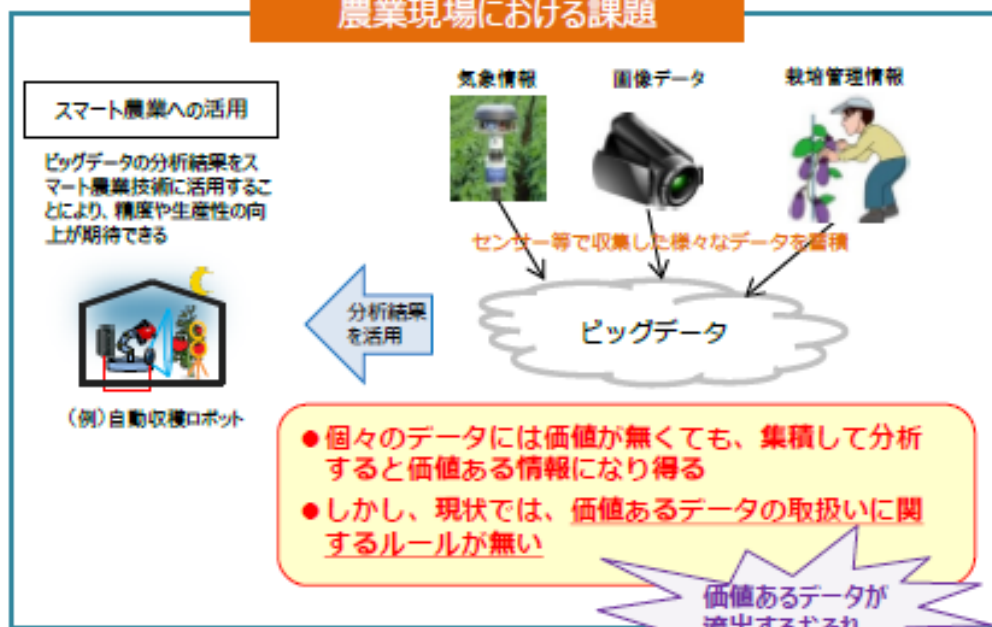 農業現場における課題
スマート農業への活用
ビッグデータの分析結果をス
マート農業技術に活用するこ
とにより、精度や生産性の向
上が期待できる
(例)自動収穫ロボット
気象情報
画像データ
栽培管理情報
センサー等で収集した様々なデータを蓄積
ビッグデータ
分析結果
を活用
●個々のデータには価値が無くても、集積して分析
すると価値ある情報になり得る
●しかし、現状では、価値あるデータの取扱いに関
するルールが無い
価値あるデータが
流出するおそれ